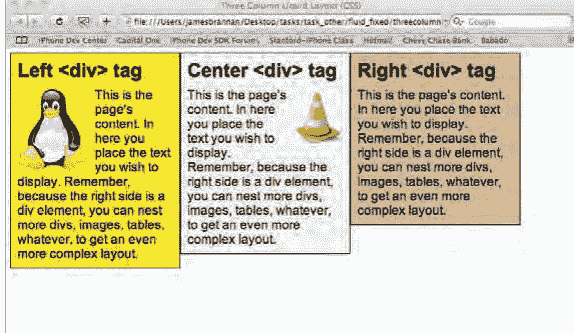 Three Column Liquid Layout (CSS)
file:///Users/jamesbrannan/Desktop/tasks/task_other/fluid_fixed/threecolumn
Google
iPhone Dev Center Capital One iPhone Dev SDK Forum Stanford-iPhone Class Hotmail Chevy Chase Bank Babado
Left <div> tag
This is the
page's
content. In
here you
place the text
you wish to
display. Remember,
because the right side is a
div element, you can nest
more divs, images, tables,
whatever, to get an even
more complex layout.
Center <div> tag
This is the page's
content. In here
you place the
text you wish to
display.
Remember, because the
right side is a div element,
you can nest more divs,
images, tables, whatever,
to get an even more
complex layout.
Right <div> tag
This is the page's content.
In here you place the text
you wish to display.
Remember, because the
right side is a div element,
you can nest more divs,
images, tables, whatever,
to get an even more
complex layout.